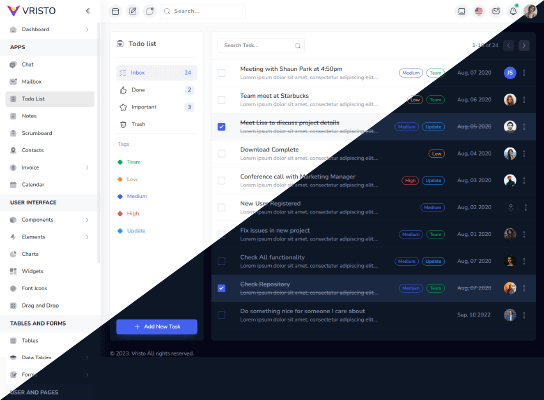 VRISTO
Search...
Dashboard
APPS
Chat
Mailbox
Todo List
Notes
Scrumboard
Contacts
Invoice
Calendar
USER INTERFACE
Components
Elements
Charts
Widgets
Font Icons
Drag and Drop
TABLES AND FORMS
Tables
Data Tables
Forms
USER AND PAGES
Todo list
Inbox 24
Done 2
Important 3
Trash
Tags
Team
Low
Medium
High
Update
Add New Task
Search Task...
1-10 of 24
Meeting with Shaun Park at 4:50pm
Lorem ipsum dolor sit amet, consectetur adipiscing elit...
Medium Team Aug, 07 2020 JS
Team meet at Starbucks
Lorem ipsum dolor sit amet, consectetur adipiscing elit...
Low Team Aug, 06 2020
Meet Lisa to discuss project details
Lorem ipsum dolor sit amet, consectetur adipiscing elit...
Medium Update Aug, 05 2020
Download Complete
Lorem ipsum dolor sit amet, consectetur adipiscing elit...
Low Aug, 04 2020
Conference call with Marketing Manager
Lorem ipsum dolor sit amet, consectetur adipiscing elit...
High Update Aug, 03 2020
New User Registered
Lorem ipsum dolor sit amet, consectetur adipiscing elit...
Medium Aug, 02 2020
Fix issues in new project
Lorem ipsum dolor sit amet, consectetur adipiscing elit...
Medium Team Aug, 01 2020
Check All functionality
Lorem ipsum dolor sit amet, consectetur adipiscing elit...
Medium Update Aug, 07 2020
Check Repository
Lorem ipsum dolor sit amet, consectetur adipiscing elit...
Medium Team Aug, 07 2020
Do something nice for someone I care about
Lorem ipsum dolor sit amet, consectetur adipiscing elit...
Sep, 10 2022
© 2023. Vristo All rights reserved.